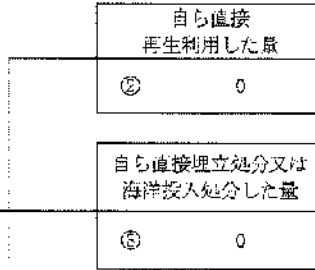 自ら直接
再生利用した量
② 0
自ら直接埋立処分又は
海洋投入処分した量
⑧ 0